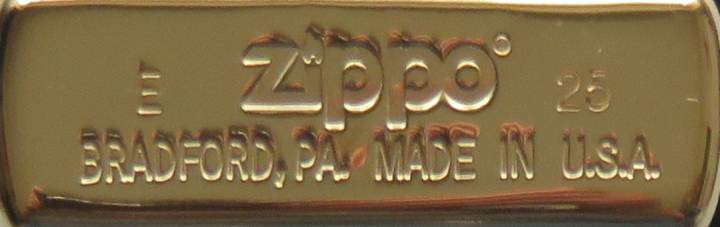 Zippo® 25
BRADFORD, PA. MADE IN U.S.A.